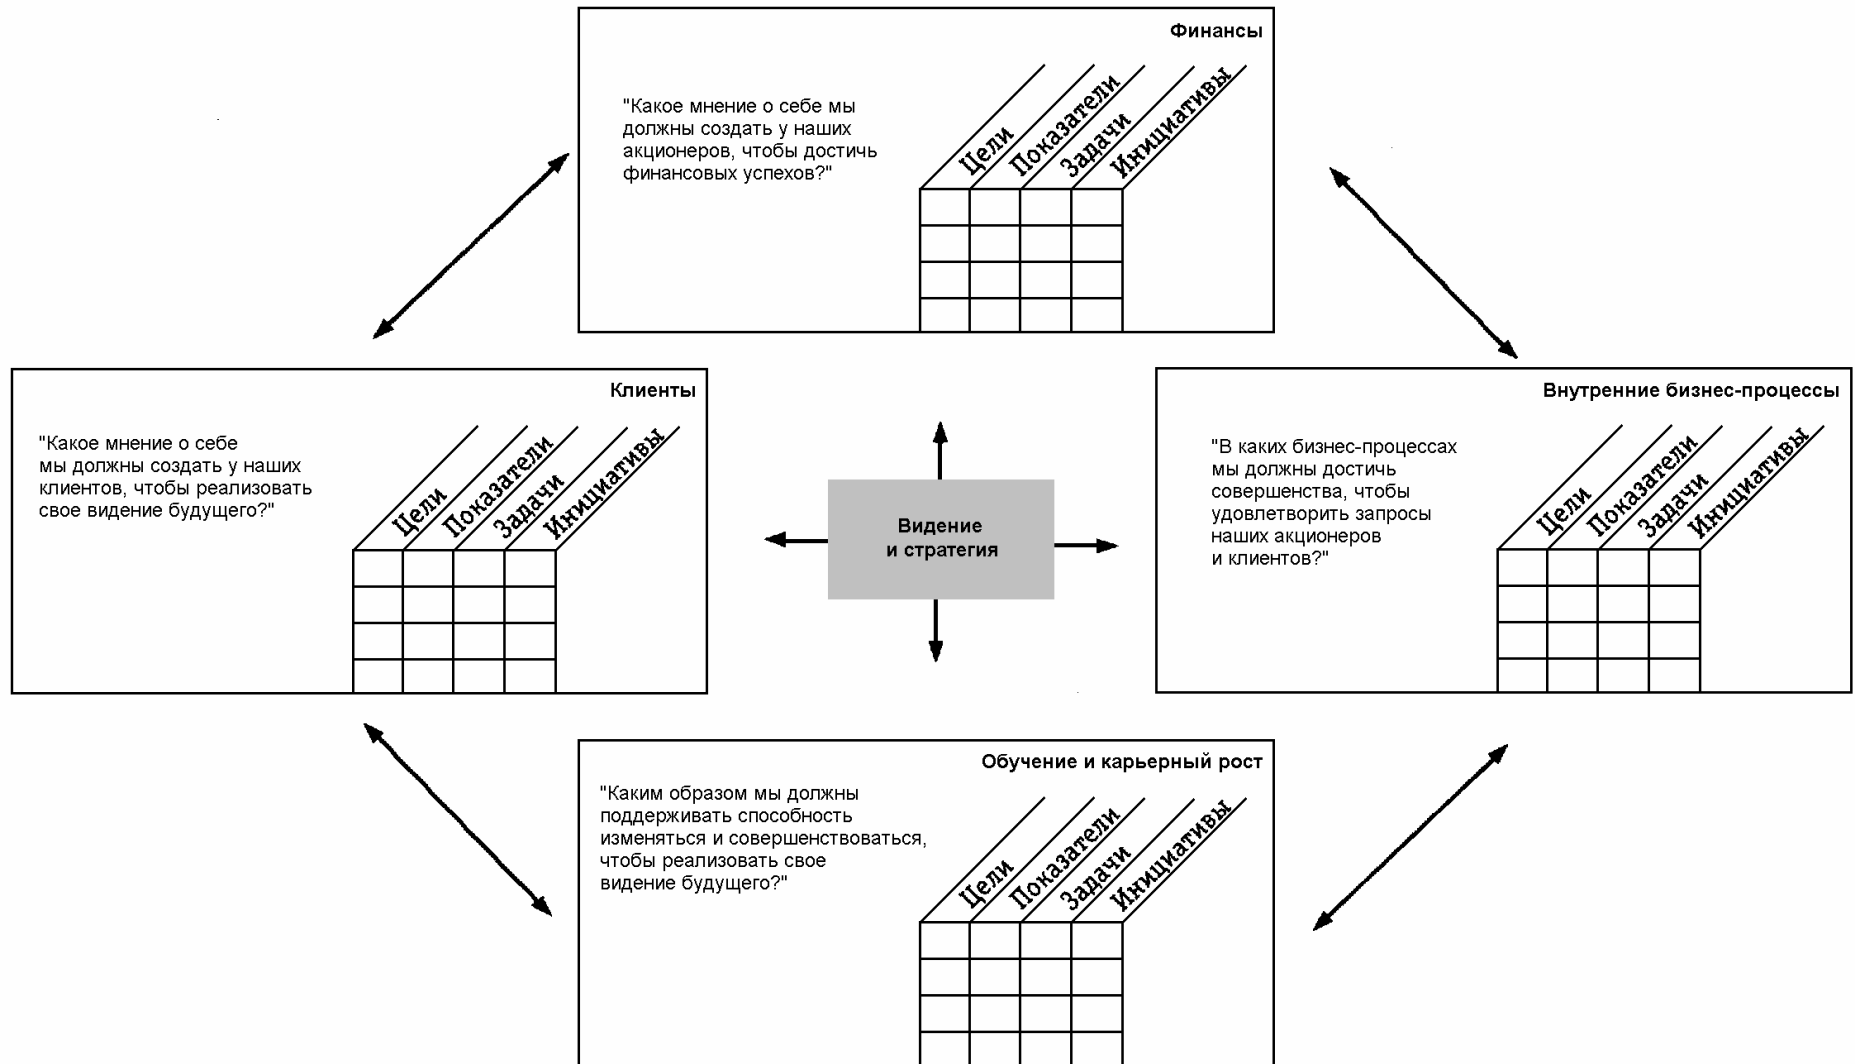 Финансы
"Какое мнение о себе мы
должны создать у наших
акционеров, чтобы достичь
финансовых успехов?"
Цели
Показатели
Задачи
Инициативы
Клиенты
"Какое мнение о себе
мы должны создать у наших
клиентов, чтобы реализовать
свое видение будущего?"
Цели
Показатели
Задачи
Инициативы
Видение
и стратегия
Внутренние бизнес-процессы
"В каких бизнес-процессах
мы должны достичь
совершенства, чтобы
удовлетворить запросы
наших акционеров
и клиентов?"
Цели
Показатели
Задачи
Инициативы
Обучение и карьерный рост
"Каким образом мы должны
поддерживать способность
изменяться и совершенствоваться,
чтобы реализовать свое
видение будущего?"
Цели
Показатели
Задачи
Инициативы